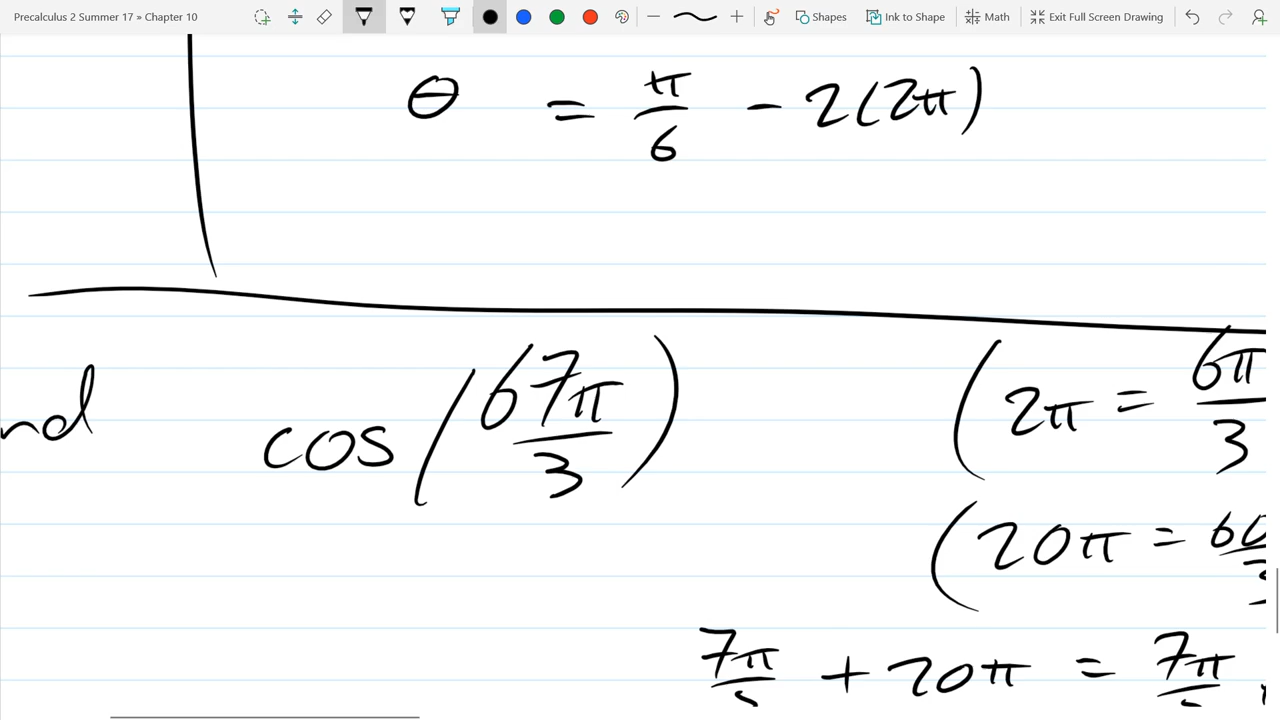 Precalculus 2 Summer 17 » Chapter 10
Shapes
Ink to Shape
Math
Exit Full Screen Drawing
θ = π/6 - 2(2π)
nd cos(67π/3) (2π = 6π/3
(20π = 60
7π + 20π = 7π